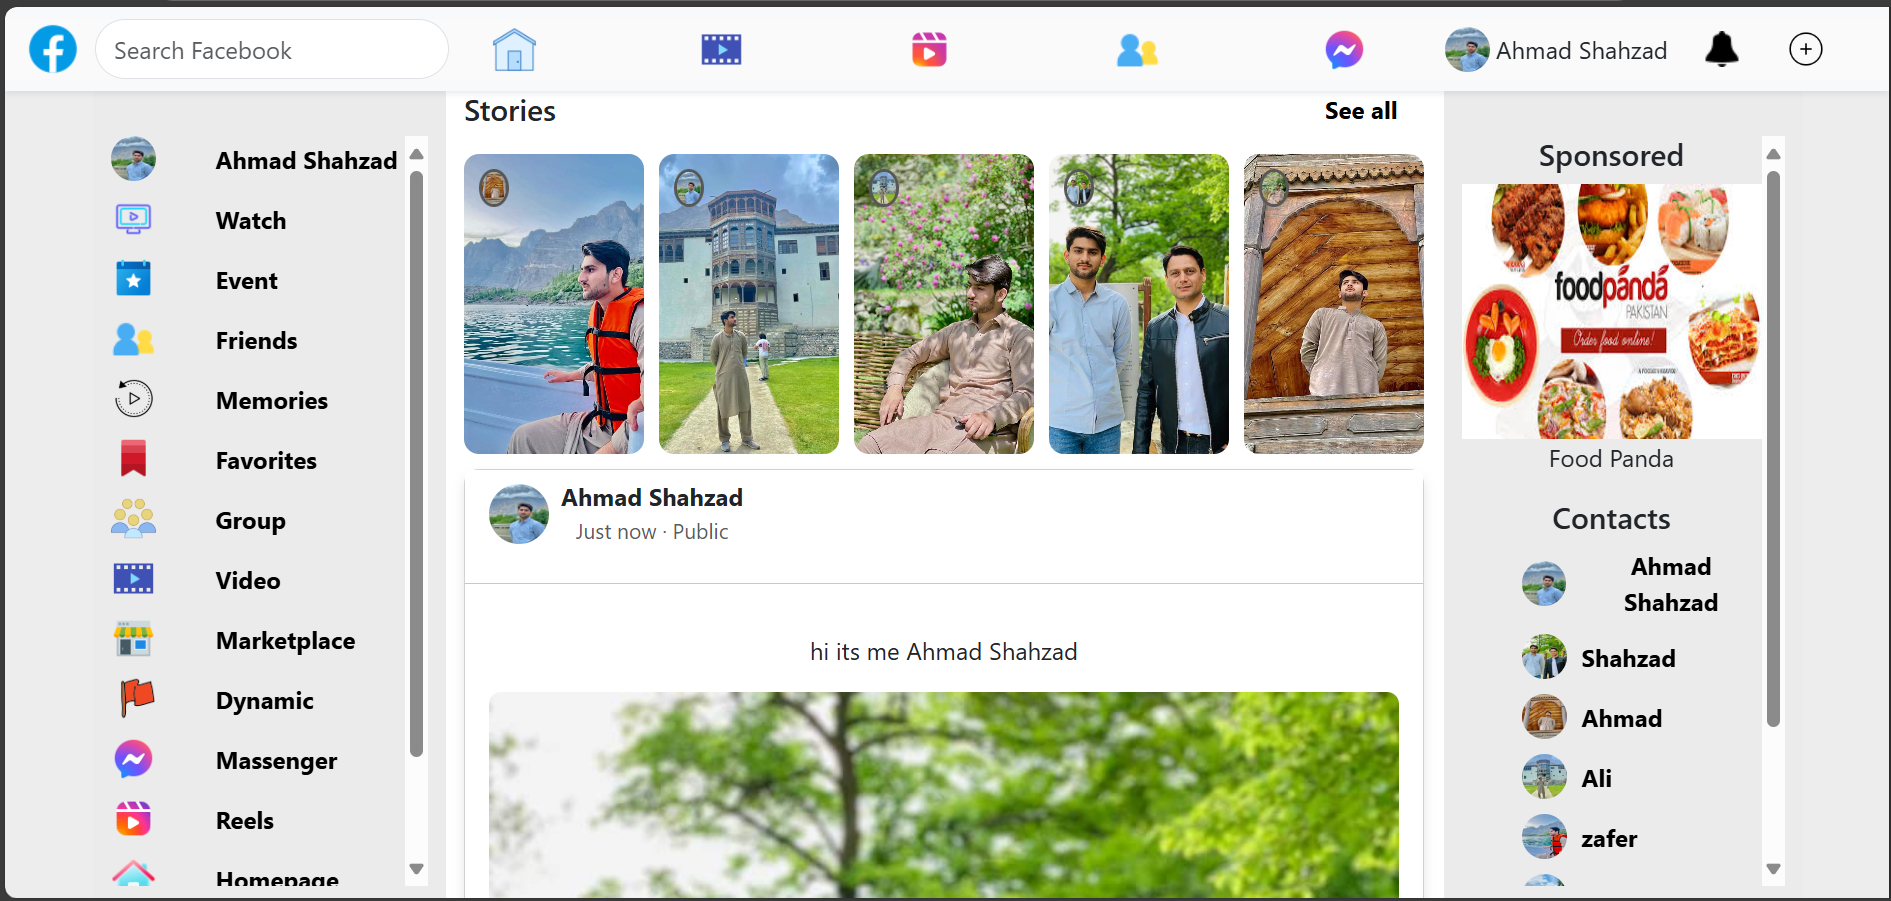 Search Facebook
Ahmad Shahzad
Ahmad Shahzad
Watch
Event
Friends
Memories
Favorites
Group
Video
Marketplace
Dynamic
Massenger
Reels
Homepage
Stories
See all
Ahmad Shahzad
Just now · Public
hi its me Ahmad Shahzad
Sponsored
foodpanda
PAKISTAN
Order food online!
Food Panda
Contacts
Ahmad
Shahzad
Shahzad
Ahmad
Ali
zafer